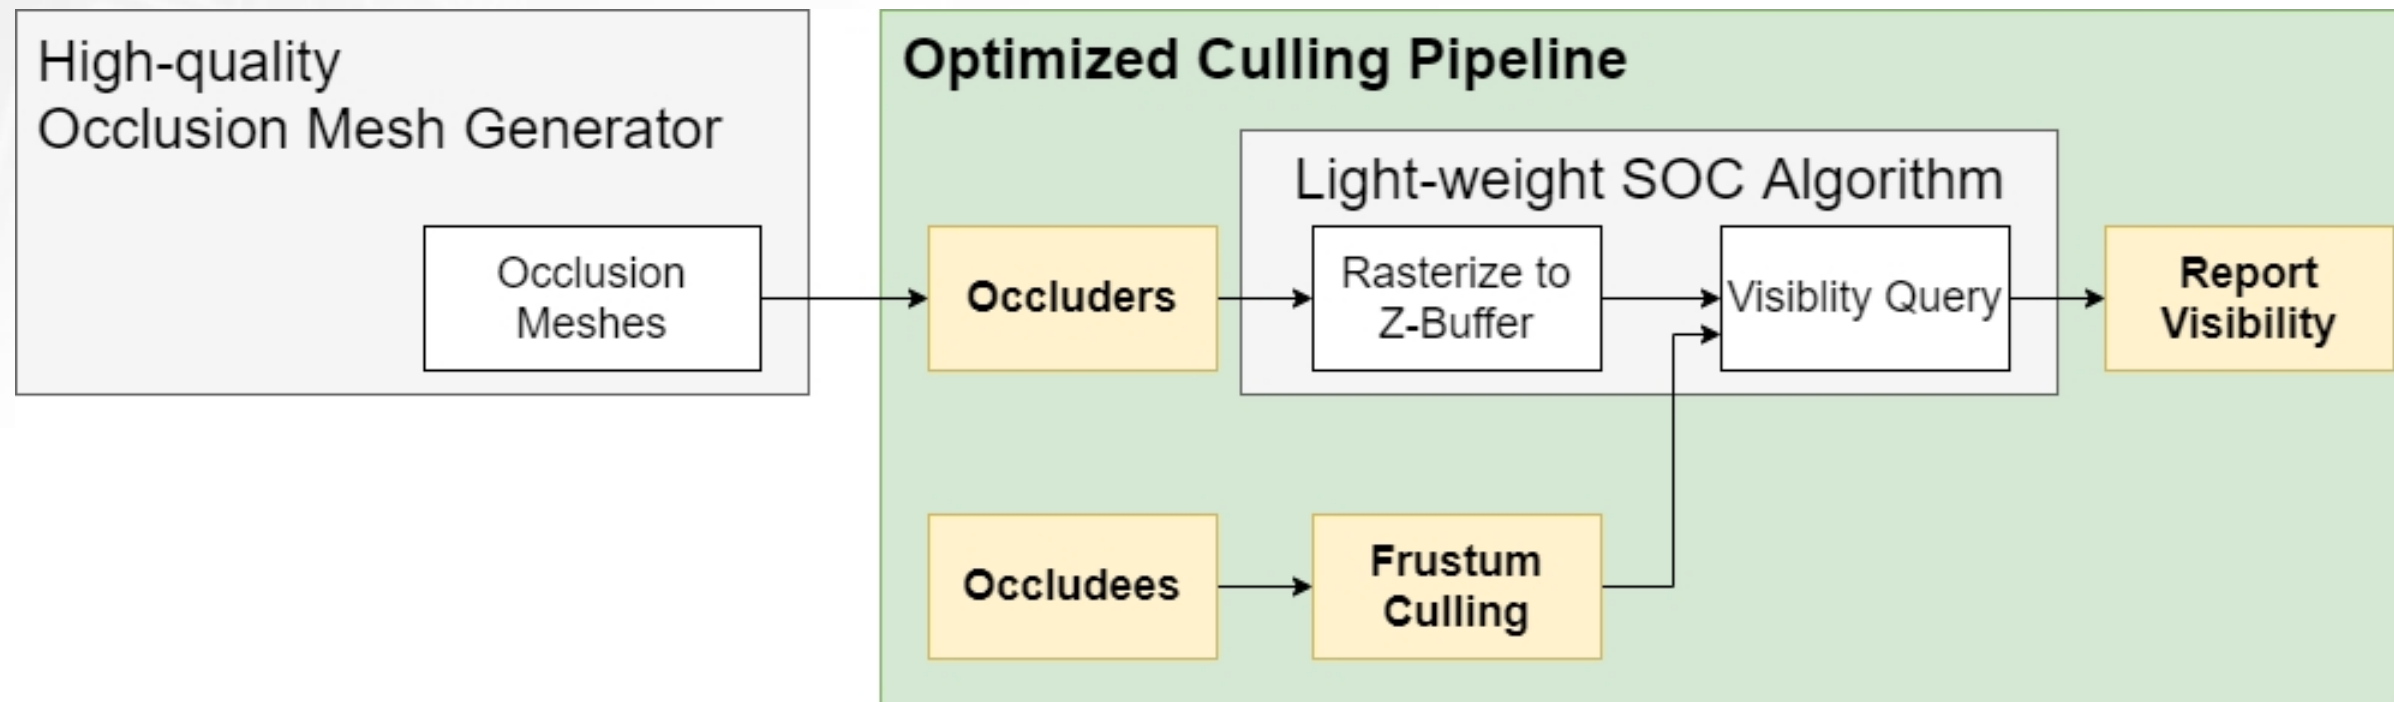 High-quality
Occlusion Mesh Generator
Occlusion
Meshes
Optimized Culling Pipeline
Light-weight SOC Algorithm
Occluders
Rasterize to
Z-Buffer
Visiblity Query
Report
Visibility
Occludees
Frustum
Culling